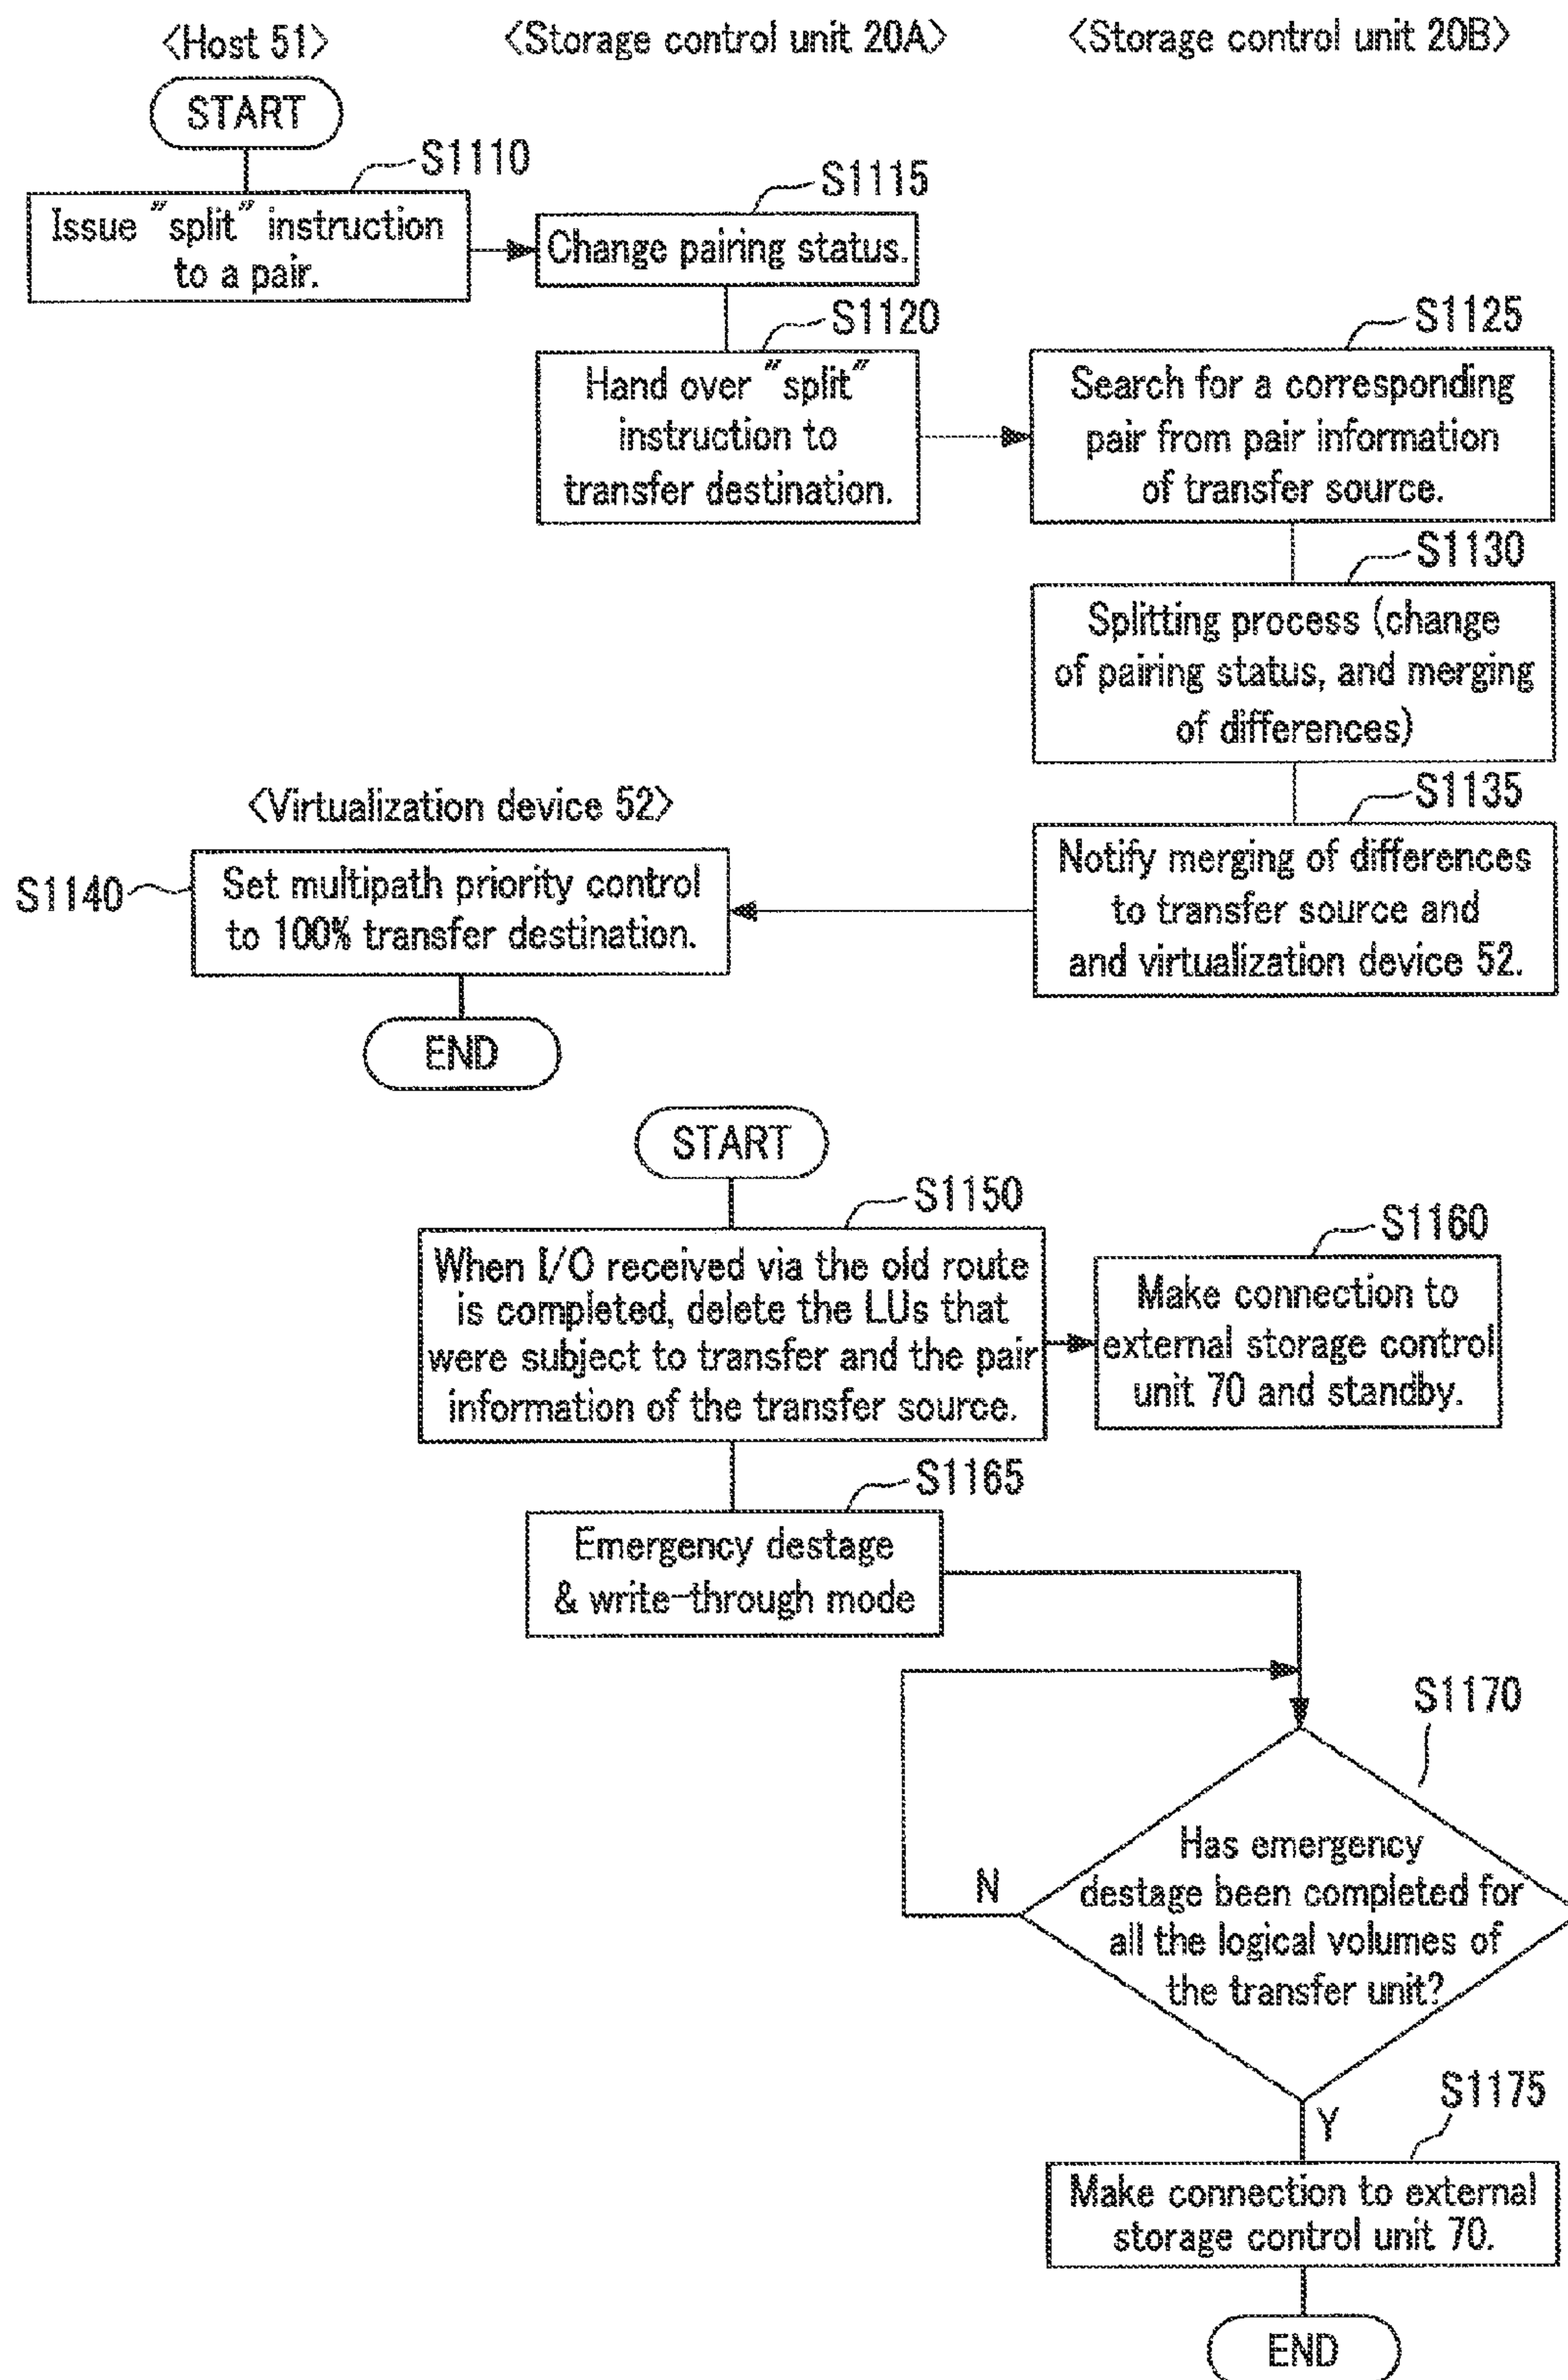 <Host 51>
<Storage control unit 20A>
<Storage control unit 20B>
START
S1110
Issue "split" instruction
to a pair.
S1115
Change pairing status.
S1120
Hand over "split"
instruction to
transfer destination.
S1125
Search for a corresponding
pair from pair information
of transfer source.
S1130
Splitting process (change
of pairing status, and merging
of differences)
S1135
Notify merging of differences
to transfer source and
and virtualization device 52.
<Virtualization device 52>
S1140
Set multipath priority control
to 100% transfer destination.
END
START
S1150
When I/O received via the old route
is completed, delete the LUs that
were subject to transfer and the pair
information of the transfer source.
S1160
Make connection to
external storage control
unit 70 and standby.
S1165
Emergency destage
& write-through mode
S1170
Has emergency
destage been completed for
all the logical volumes of
the transfer unit?
N
Y
S1175
Make connection to external
storage control unit 70.
END